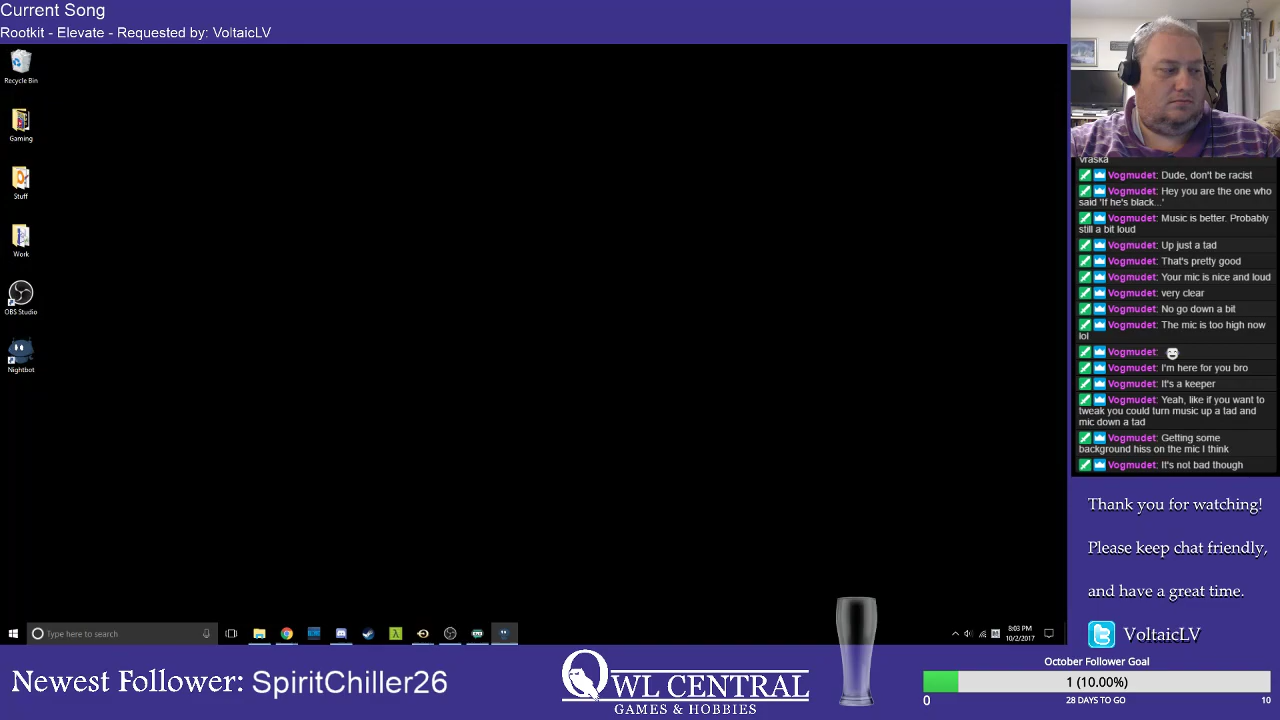 Current Song
Rootkit - Elevate - Requested by: VoltaicLV
Recycle Bin
Gaming
Stuff
Work
OBS Studio
Nightbot
vraska
Vogmudet: Dude, don't be racist
Vogmudet: Hey you are the one who
said 'If he's black...'
Vogmudet: Music is better. Probably
still a bit loud
Vogmudet: Up just a tad
Vogmudet: That's pretty good
Vogmudet: Your mic is nice and loud
Vogmudet: very clear
Vogmudet: No go down a bit
Vogmudet: The mic is too high now
lol
Vogmudet:
Vogmudet: I'm here for you bro
Vogmudet: It's a keeper
Vogmudet: Yeah, like if you want to
tweak you could turn music up a tad and
mic down a tad
Vogmudet: Getting some
background hiss on the mic I think
Vogmudet: It's not bad though
Thank you for watching!
Please keep chat friendly,
and have a great time.
VoltaicLV
Type here to search
8:03 PM
10/2/2017
Newest Follower: SpiritChiller26
OWL CENTRAL
GAMES & HOBBIES
October Follower Goal
1 (10.00%)
0
28 DAYS TO GO
10